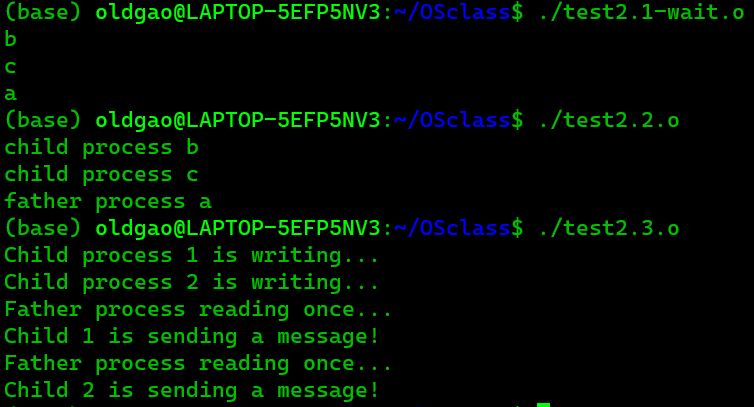 (base) oldgao@LAPTOP-5EFP5NV3:~/OSclass$ ./test2.1-wait.o
b
c
a
(base) oldgao@LAPTOP-5EFP5NV3:~/OSclass$ ./test2.2.o
child process b
child process c
father process a
(base) oldgao@LAPTOP-5EFP5NV3:~/OSclass$ ./test2.3.o
Child process 1 is writing...
Child process 2 is writing...
Father process reading once...
Child 1 is sending a message!
Father process reading once...
Child 2 is sending a message!